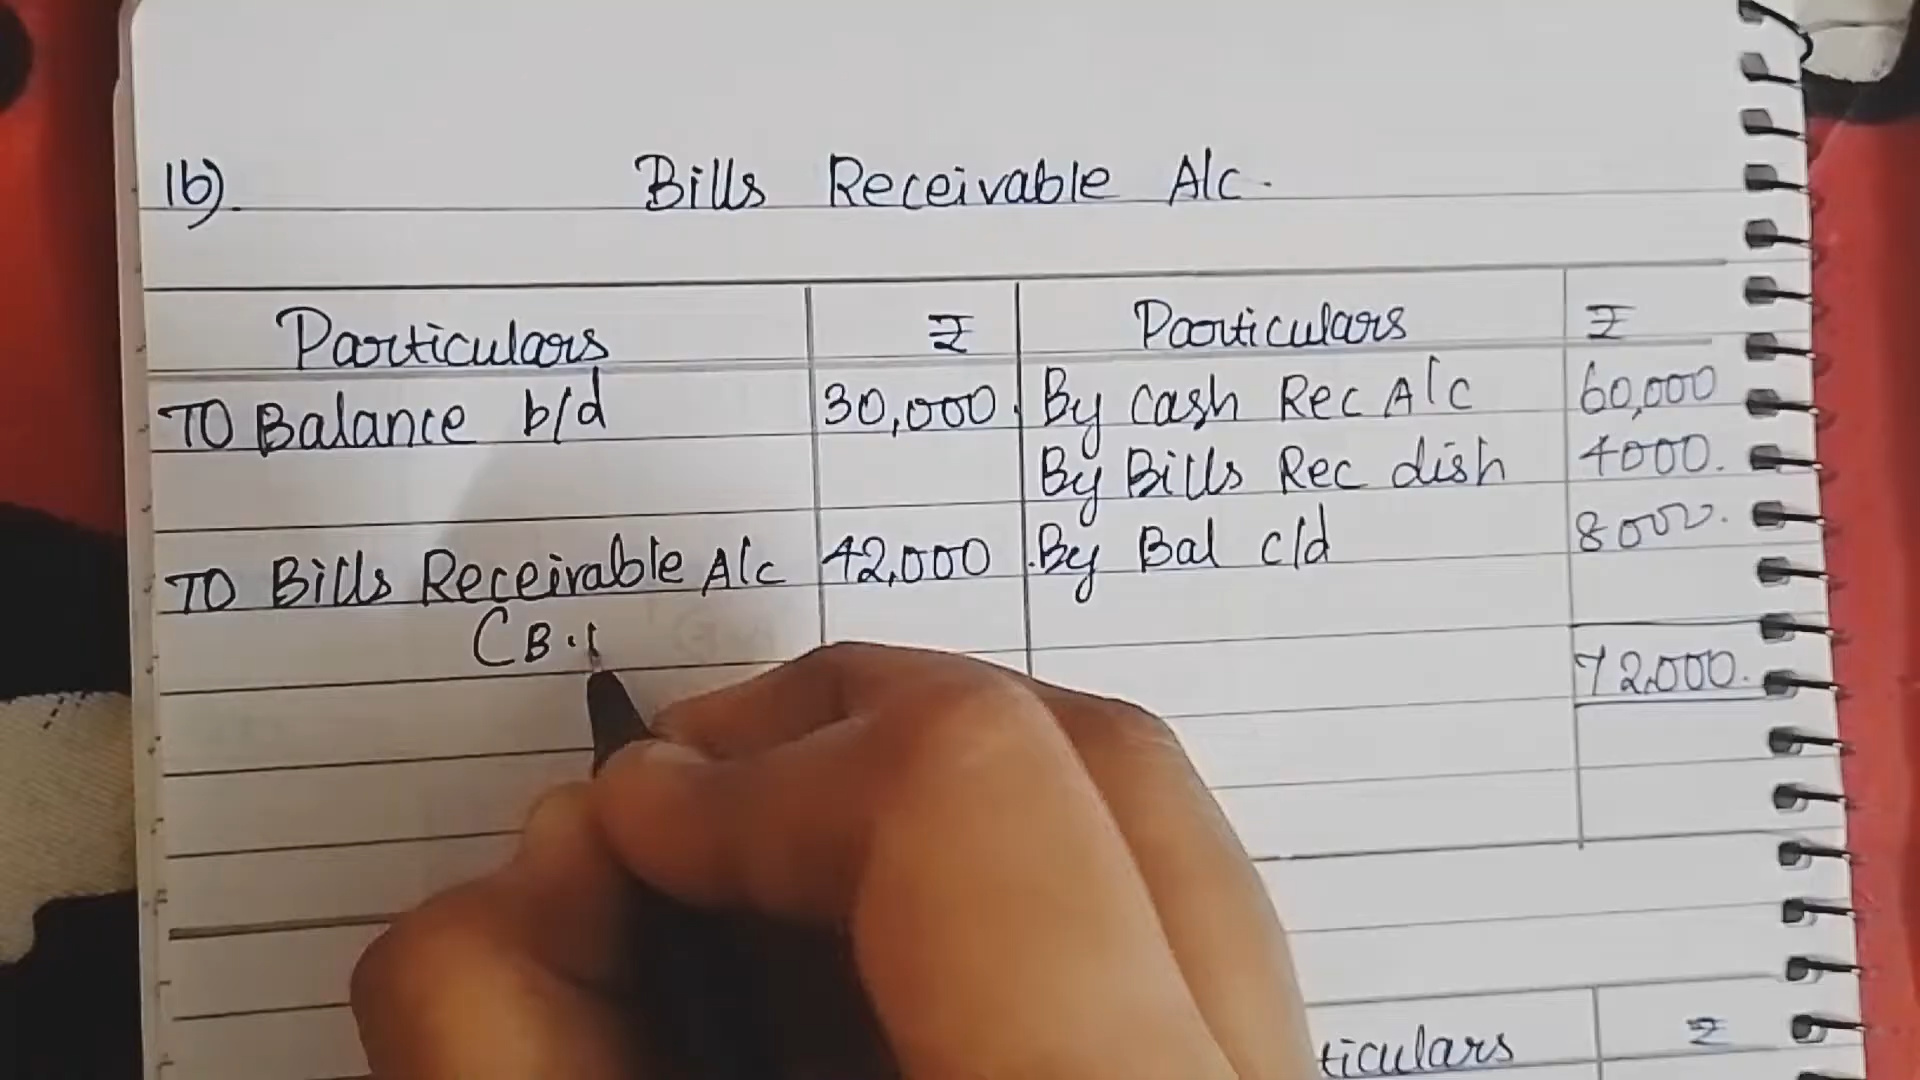 16). Bills Receivable A/c.
Particulars ₹ Particulars ₹
To Balance b/d 30,000. By Cash Rec A/c 60,000
By Bills Rec dish 4000.
To Bills Receivable A/c 42,000 By Bal c/d 8000.
(B.
72,000.
ticulars ₹